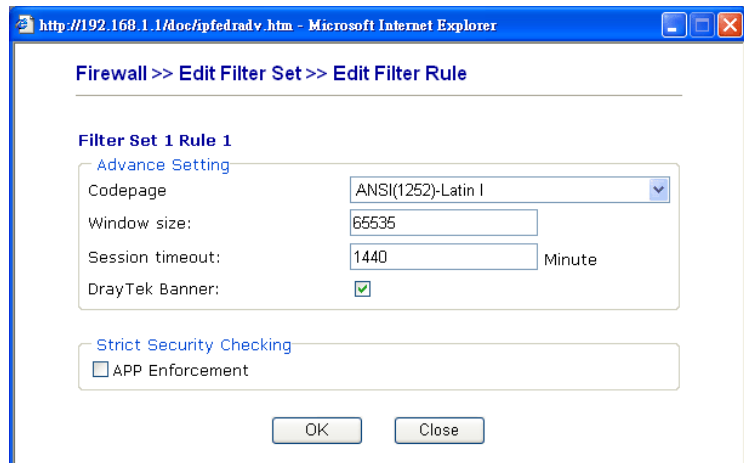 http://192.168.1.1/doc/ipfedradv.htm - Microsoft Internet Explorer
Firewall >> Edit Filter Set >> Edit Filter Rule
Filter Set 1 Rule 1
Advance Setting
Codepage ANSI(1252)-Latin I
Window size: 65535
Session timeout: 1440 Minute
DrayTek Banner:
Strict Security Checking
APP Enforcement
OK Close